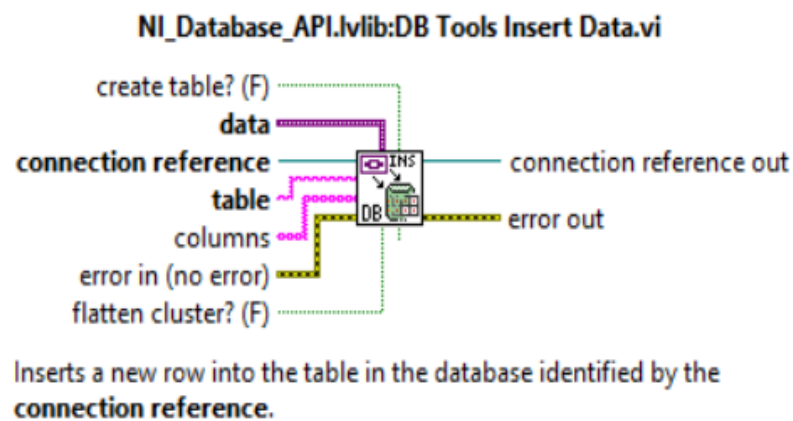 NI_Database_API.lvlib:DB Tools Insert Data.vi
create table? (F)
data
connection reference
table
columns
error in (no error)
flatten cluster? (F)
INS
DB
connection reference out
error out
Inserts a new row into the table in the database identified by the
connection reference.